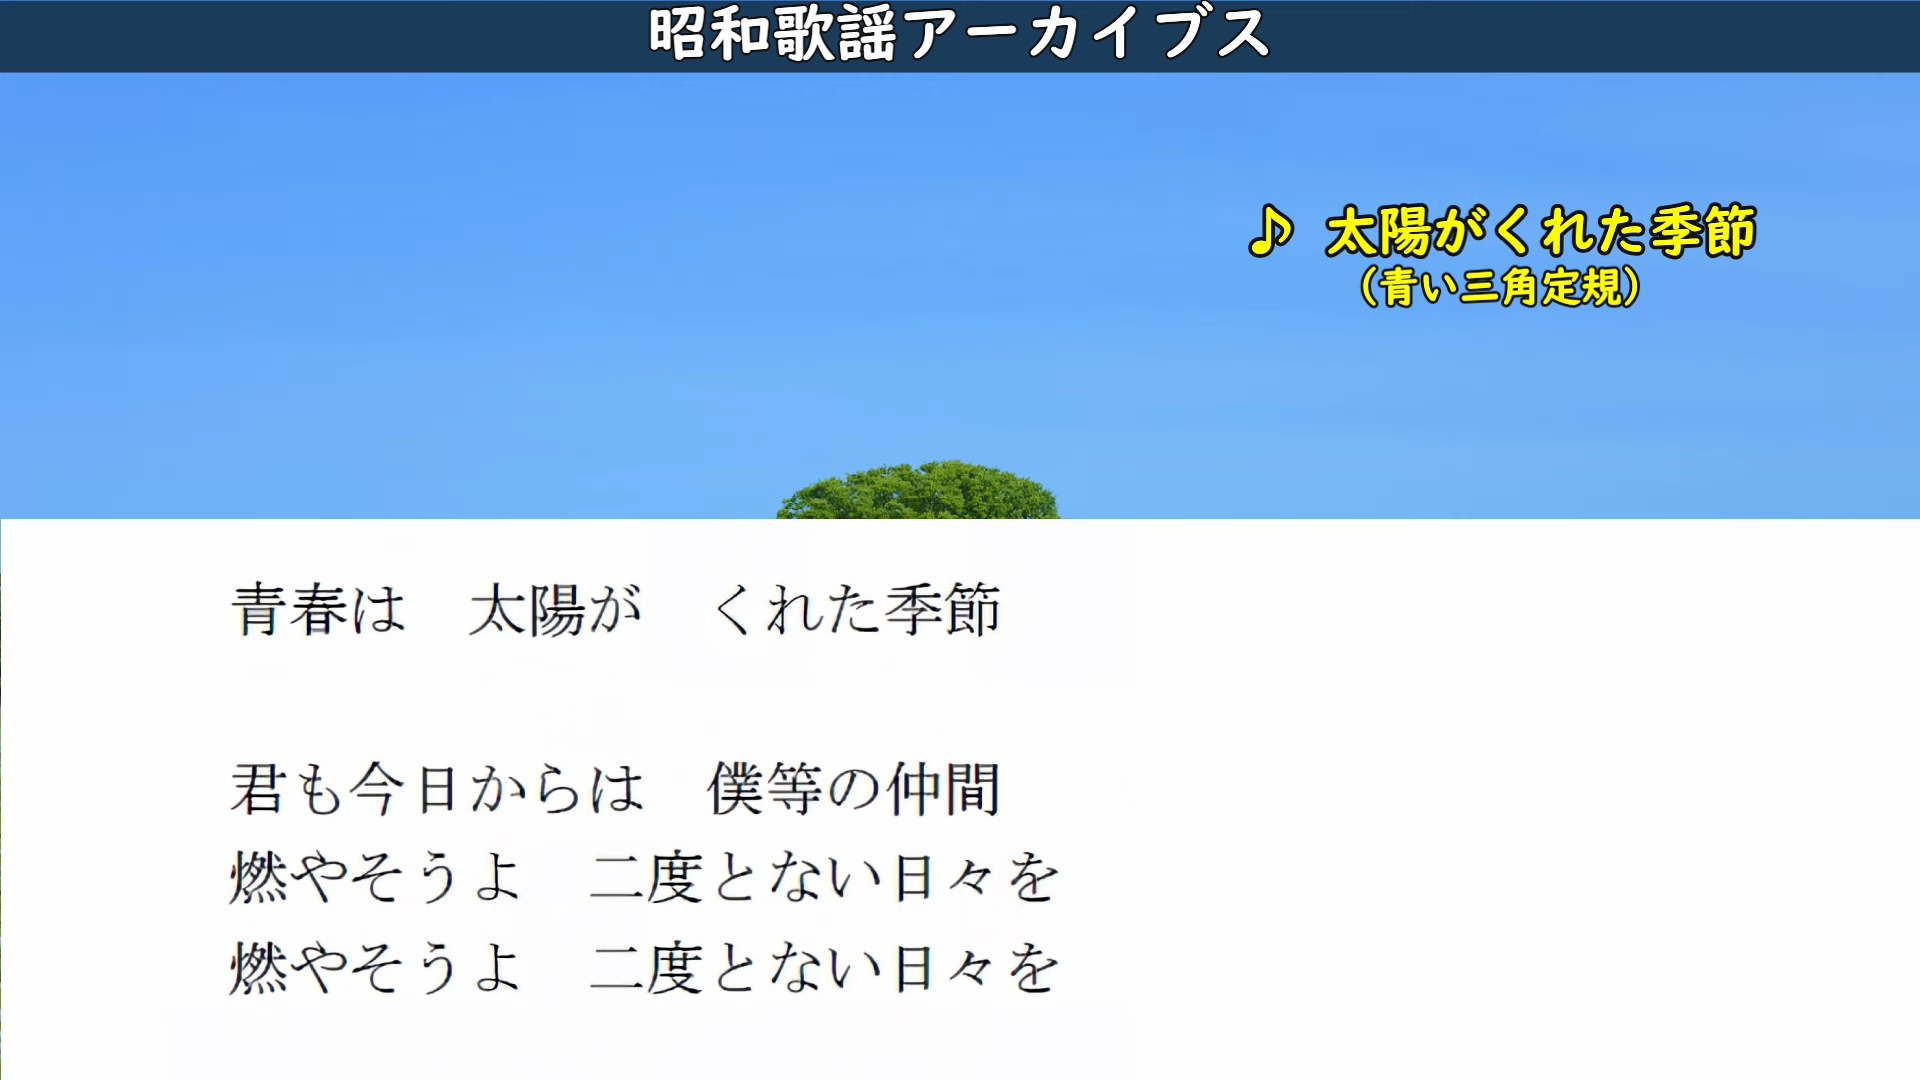 昭和歌謡アーカイブス
♪ 太陽がくれた季節
（青い三角定規）
青春は　太陽が　くれた季節
君も今日からは　僕等の仲間
燃やそうよ　二度とない日々を
燃やそうよ　二度とない日々を